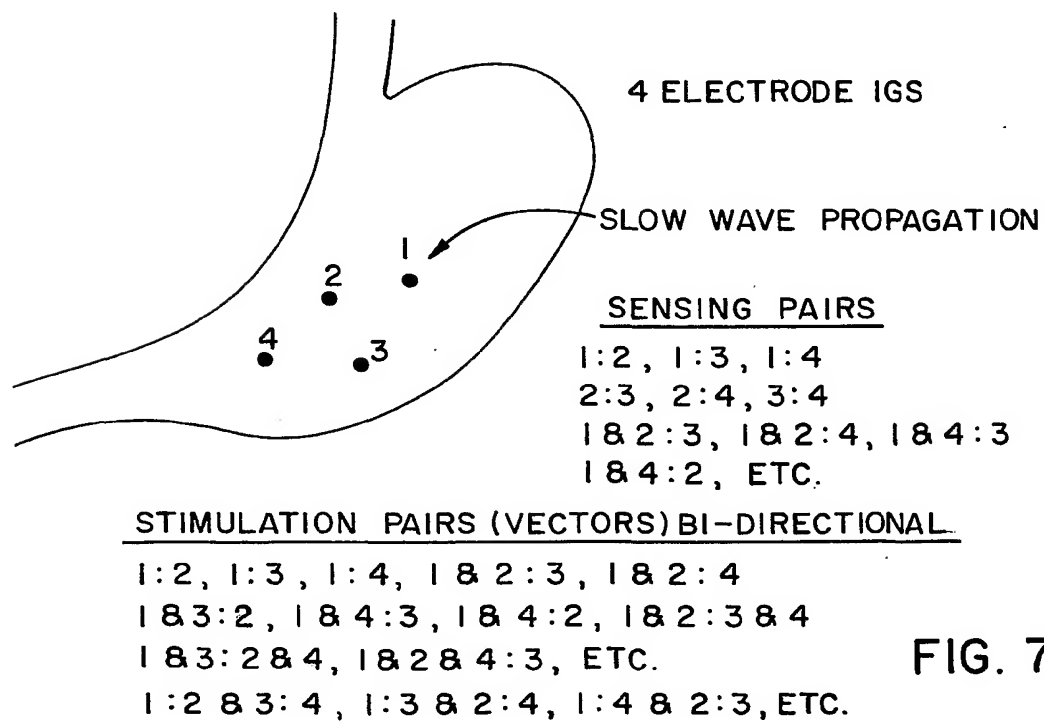 4 ELECTRODE IGS
SLOW WAVE PROPAGATION
1
2
4
3
SENSING PAIRS
1:2, 1:3, 1:4
2:3, 2:4, 3:4
1&2:3, 1&2:4, 1&4:3
1&4:2, ETC.
STIMULATION PAIRS (VECTORS) BI-DIRECTIONAL
1:2, 1:3, 1:4, 1&2:3, 1&2:4
1&3:2, 1&4:3, 1&4:2, 1&2:3&4
1&3:2&4, 1&2&4:3, ETC.
1:2&3:4, 1:3&2:4, 1:4&2:3, ETC.
FIG. 7